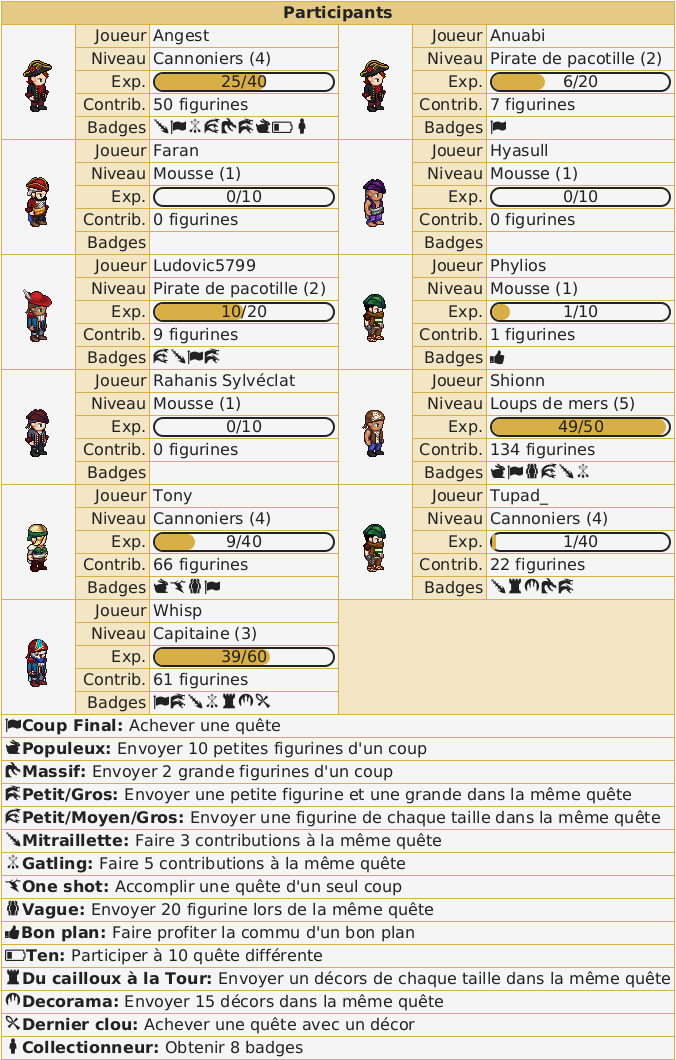 Participants
Joueur Angest
Niveau Cannoniers (4)
Exp. 25/40
Contrib. 50 figurines
Badges
Joueur Anuabi
Niveau Pirate de pacotille (2)
Exp. 6/20
Contrib. 7 figurines
Badges
Joueur Faran
Niveau Mousse (1)
Exp. 0/10
Contrib. 0 figurines
Badges
Joueur Hyasull
Niveau Mousse (1)
Exp. 0/10
Contrib. 0 figurines
Badges
Joueur Ludovic5799
Niveau Pirate de pacotille (2)
Exp. 10/20
Contrib. 9 figurines
Badges
Joueur Phylios
Niveau Mousse (1)
Exp. 1/10
Contrib. 1 figurines
Badges
Joueur Rahanis Sylvéclat
Niveau Mousse (1)
Exp. 0/10
Contrib. 0 figurines
Badges
Joueur Shionn
Niveau Loups de mers (5)
Exp. 49/50
Contrib. 134 figurines
Badges
Joueur Tony
Niveau Cannoniers (4)
Exp. 9/40
Contrib. 66 figurines
Badges
Joueur Tupad_
Niveau Cannoniers (4)
Exp. 1/40
Contrib. 22 figurines
Badges
Joueur Whisp
Niveau Capitaine (3)
Exp. 39/60
Contrib. 61 figurines
Badges
Coup Final: Achever une quête
Populeux: Envoyer 10 petites figurines d'un coup
Massif: Envoyer 2 grande figurines d'un coup
Petit/Gros: Envoyer une petite figurine et une grande dans la même quête
Petit/Moyen/Gros: Envoyer une figurine de chaque taille dans la même quête
Mitraillette: Faire 3 contributions à la même quête
Gatling: Faire 5 contributions à la même quête
One shot: Accomplir une quête d'un seul coup
Vague: Envoyer 20 figurine lors de la même quête
Bon plan: Faire profiter la commu d'un bon plan
Ten: Participer à 10 quête différente
Du cailloux à la Tour: Envoyer un décors de chaque taille dans la même quête
Decorama: Envoyer 15 décors dans la même quête
Dernier clou: Achever une quête avec un décor
Collectionneur: Obtenir 8 badges